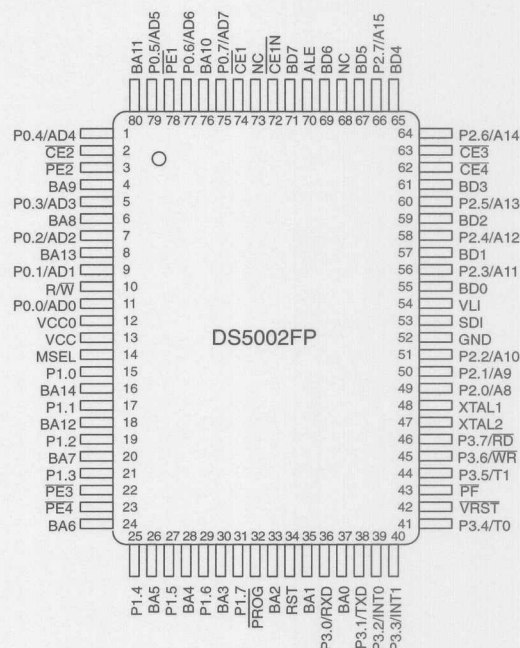 BA11
P0.5/AD5
PE1
P0.6/AD6
BA10
P0.7/AD7
CE1
NC
CE1N
BD7
ALE
BD6
NC
BD5
P2.7/A15
BD4
80 79 78 77 76 75 74 73 72 71 70 69 68 67 66 65
P0.4/AD4 1
CE2 2
PE2 3
BA9 4
P0.3/AD3 5
BA8 6
P0.2/AD2 7
BA13 8
P0.1/AD1 9
R/W 10
P0.0/AD0 11
VCC0 12
VCC 13
MSEL 14
P1.0 15
BA14 16
P1.1 17
BA12 18
P1.2 19
BA7 20
P1.3 21
PE3 22
PE4 23
BA6 24
DS5002FP
64 P2.6/A14
63 CE3
62 CE4
61 BD3
60 P2.5/A13
59 BD2
58 P2.4/A12
57 BD1
56 P2.3/A11
55 BD0
54 VLI
53 SDI
52 GND
51 P2.2/A10
50 P2.1/A9
49 P2.0/A8
48 XTAL1
47 XTAL2
46 P3.7/RD
45 P3.6/WR
44 P3.5/T1
43 PF
42 VRST
41 P3.4/T0
25 26 27 28 29 30 31 32 33 34 35 36 37 38 39 40
P1.4
BA5
P1.5
BA4
P1.6
BA3
P1.7
PROG
BA2
RST
BA1
P3.0/RXD
BA0
P3.1/TXD
P3.2/INT0
P3.3/INT1